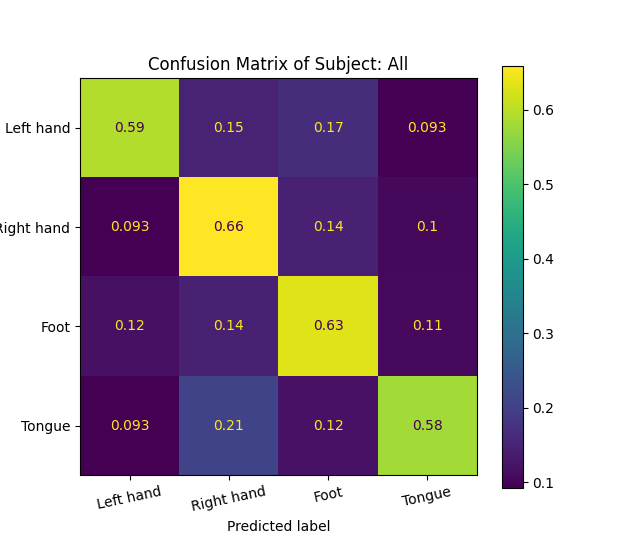 Confusion Matrix of Subject: All
Left hand 0.59 0.15 0.17 0.093
Right hand 0.093 0.66 0.14 0.1
Foot 0.12 0.14 0.63 0.11
Tongue 0.093 0.21 0.12 0.58
Left hand Right hand Foot Tongue
Predicted label
0.6
0.5
0.4
0.3
0.2
0.1